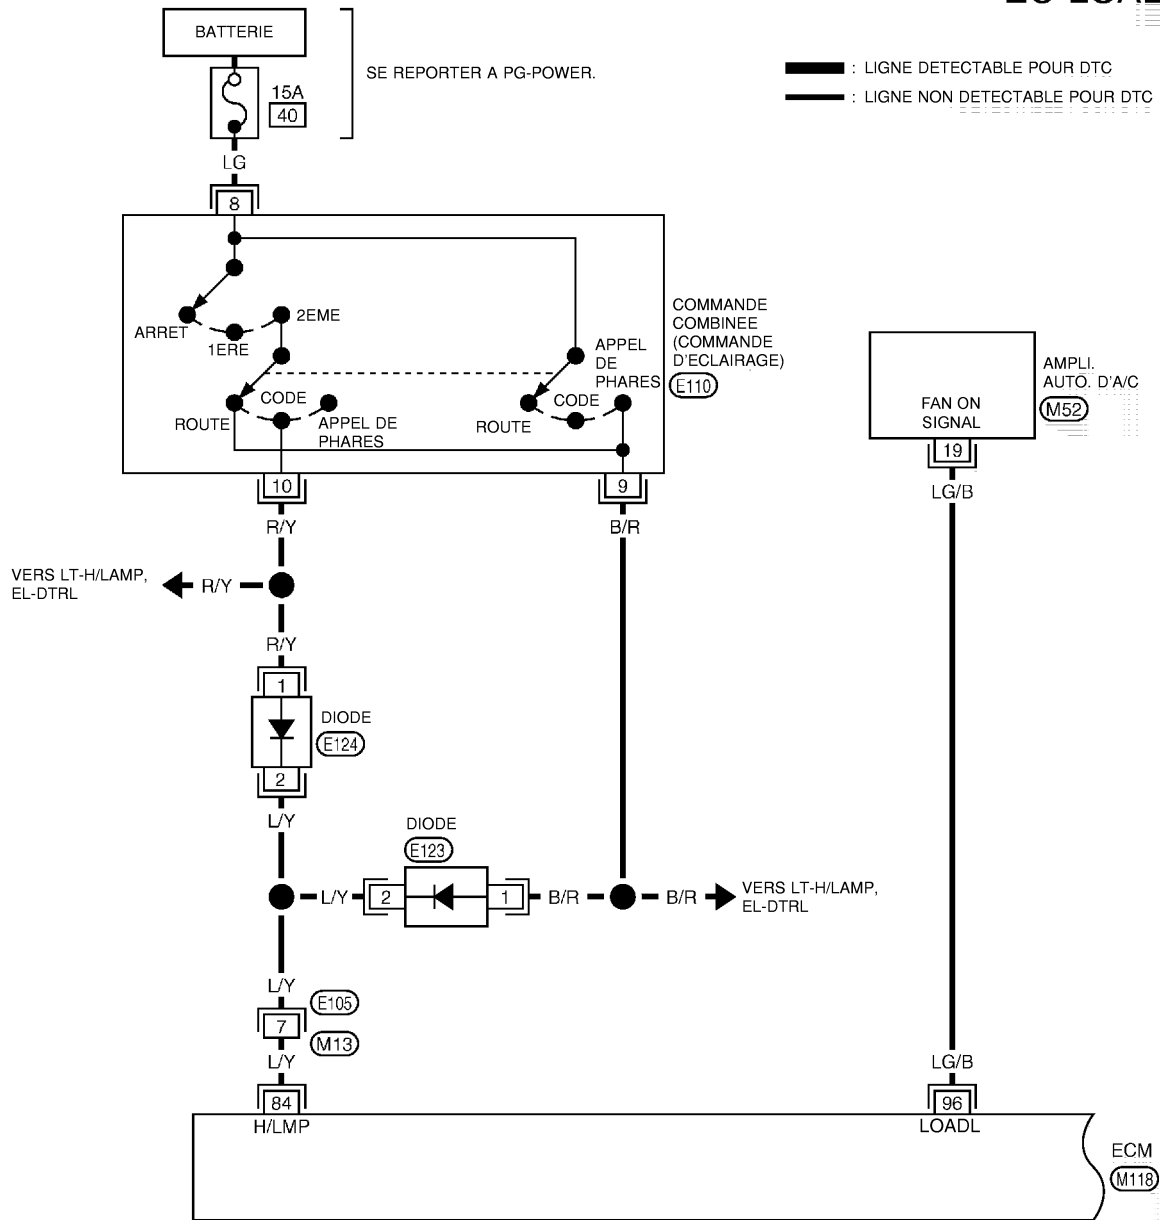 BATTERIE
SE REPORTER A PG-POWER.
: LIGNE DETECTABLE POUR DTC
: LIGNE NON DETECTABLE POUR DTC
15A
40
LG
8
ARRET
1ERE
2EME
CODE
ROUTE
APPEL DE
PHARES
APPEL
DE
PHARES
CODE
ROUTE
COMMANDE
COMBINEE
(COMMANDE
D'ECLAIRAGE)
E110
FAN ON
SIGNAL
AMPLI.
AUTO. D'A/C
M52
10
9
19
R/Y
B/R
LG/B
VERS LT-H/LAMP,
EL-DTRL
R/Y
R/Y
1
DIODE
E124
2
L/Y
DIODE
E123
L/Y
2
1
B/R
B/R
VERS LT-H/LAMP,
EL-DTRL
L/Y
E105
7
M13
L/Y
LG/B
84
96
H/LMP
LOADL
ECM
M118